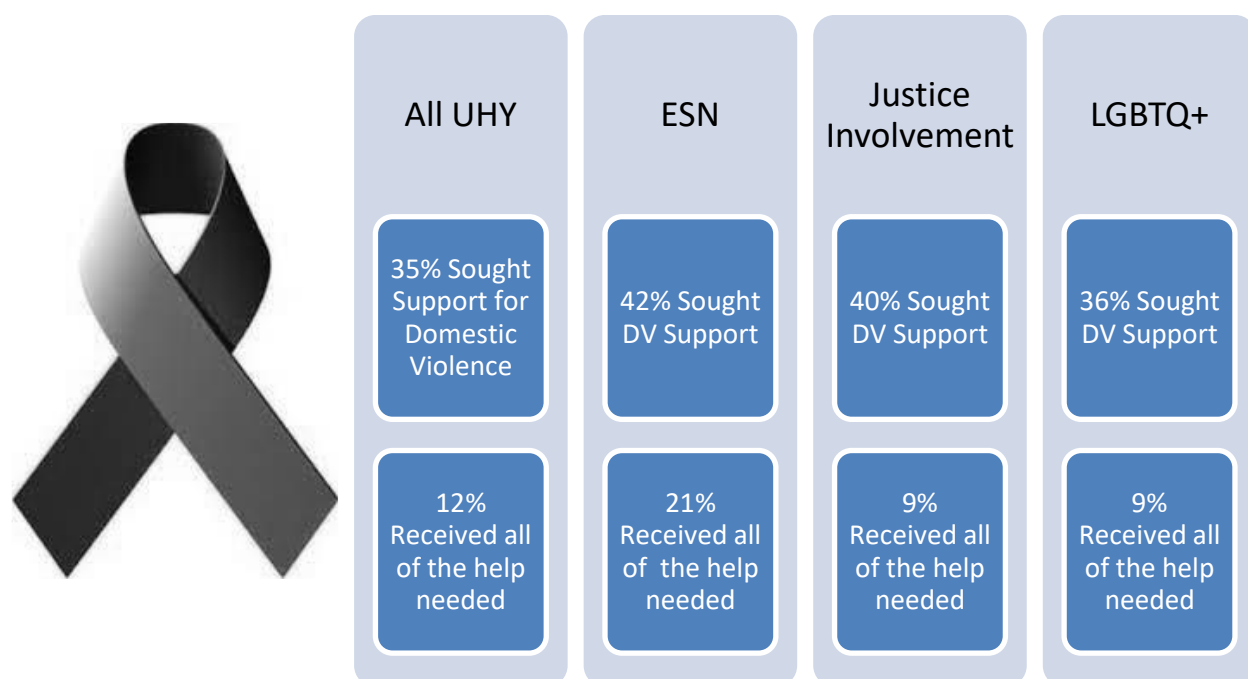 All UHY
35% Sought
Support for
Domestic
Violence
12%
Received all
of the help
needed
ESN
42% Sought
DV Support
21%
Received all
of the help
needed
Justice
Involvement
40% Sought
DV Support
9%
Received all
of the help
needed
LGBTQ+
36% Sought
DV Support
9%
Received all
of the help
needed